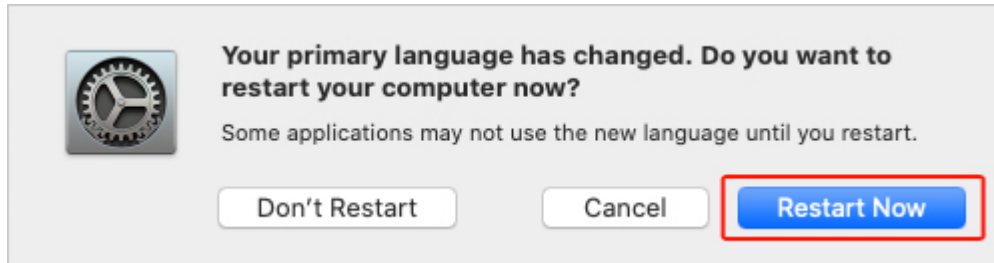 Your primary language has changed. Do you want to
restart your computer now?
Some applications may not use the new language until you restart.
Don't Restart
Cancel
Restart Now